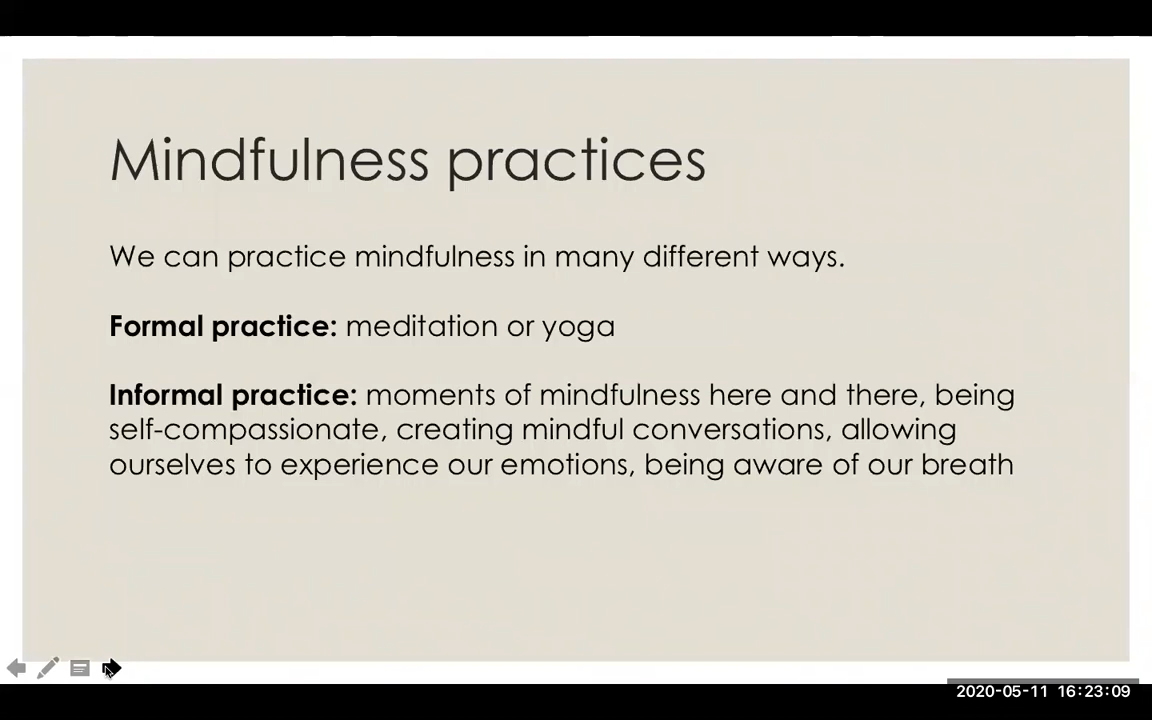 Mindfulness practices
We can practice mindfulness in many different ways.
Formal practice: meditation or yoga
Informal practice: moments of mindfulness here and there, being
self-compassionate, creating mindful conversations, allowing
ourselves to experience our emotions, being aware of our breath
2020-05-11 16:23:09